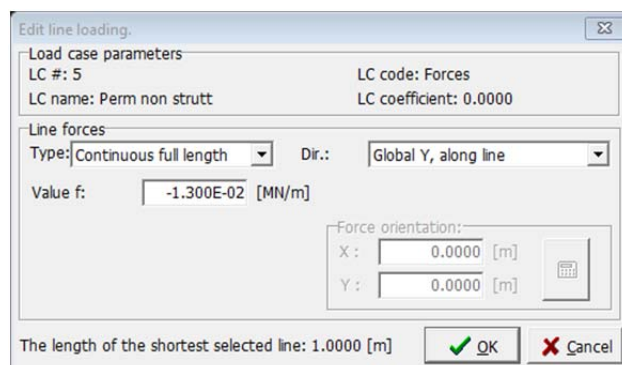 Edit line loading.
Load case parameters
LC #: 5 LC code: Forces
LC name: Perm non strutt LC coefficient: 0.0000
Line forces
Type: Continuous full length Dir.: Global Y, along line
Value f: -1.300E-02 [MN/m]
Force orientation:
X : 0.0000 [m]
Y : 0.0000 [m]
The length of the shortest selected line: 1.0000 [m] OK Cancel